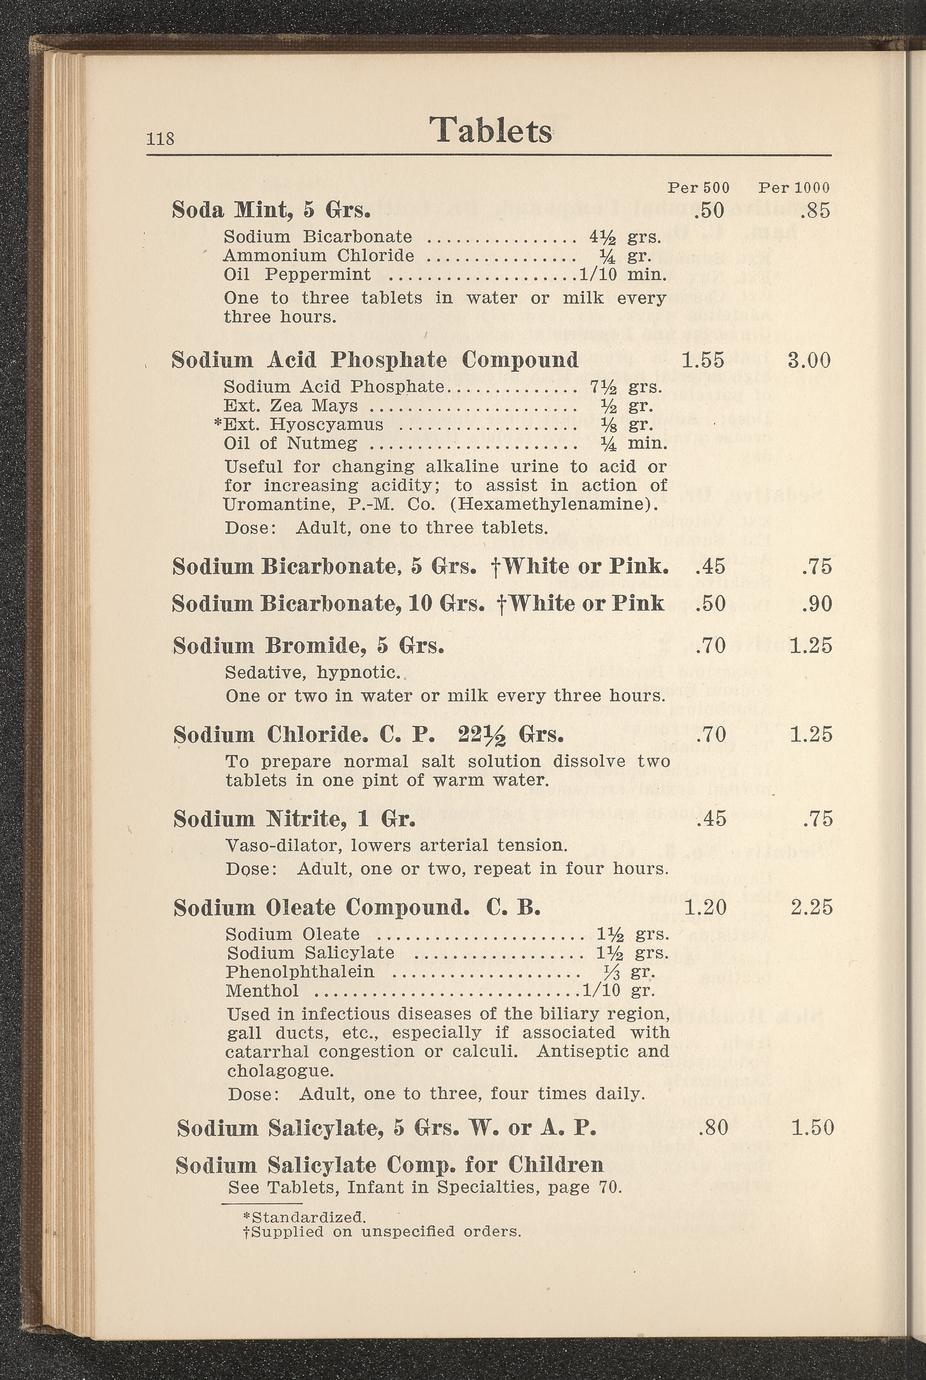 118
Tablets
Per 500 Per 1000
Soda Mint, 5 Grs. .50 .85
Sodium Bicarbonate ................ 4½ grs.
Ammonium Chloride ............... ¼ gr.
Oil Peppermint ...................1/10 min.
One to three tablets in water or milk every
three hours.
Sodium Acid Phosphate Compound 1.55 3.00
Sodium Acid Phosphate............. 7½ grs.
Ext. Zea Mays ..................... ½ gr.
*Ext. Hyoscyamus .................. ⅛ gr.
Oil of Nutmeg ..................... ¼ min.
Useful for changing alkaline urine to acid or
for increasing acidity; to assist in action of
Uromantine, P.-M. Co. (Hexamethylenamine).
Dose: Adult, one to three tablets.
Sodium Bicarbonate, 5 Grs. †White or Pink. .45 .75
Sodium Bicarbonate, 10 Grs. †White or Pink .50 .90
Sodium Bromide, 5 Grs. .70 1.25
Sedative, hypnotic.
One or two in water or milk every three hours.
Sodium Chloride. C. P. 22½ Grs. .70 1.25
To prepare normal salt solution dissolve two
tablets in one pint of warm water.
Sodium Nitrite, 1 Gr. .45 .75
Vaso-dilator, lowers arterial tension.
Dose: Adult, one or two, repeat in four hours.
Sodium Oleate Compound. C. B. 1.20 2.25
Sodium Oleate ...................... 1½ grs.
Sodium Salicylate ................. 1½ grs.
Phenolphthalein ................... ⅓ gr.
Menthol ...........................1/10 gr.
Used in infectious diseases of the biliary region,
gall ducts, etc., especially if associated with
catarrhal congestion or calculi. Antiseptic and
cholagogue.
Dose: Adult, one to three, four times daily.
Sodium Salicylate, 5 Grs. W. or A. P. .80 1.50
Sodium Salicylate Comp. for Children
See Tablets, Infant in Specialties, page 70.
*Standardized.
†Supplied on unspecified orders.